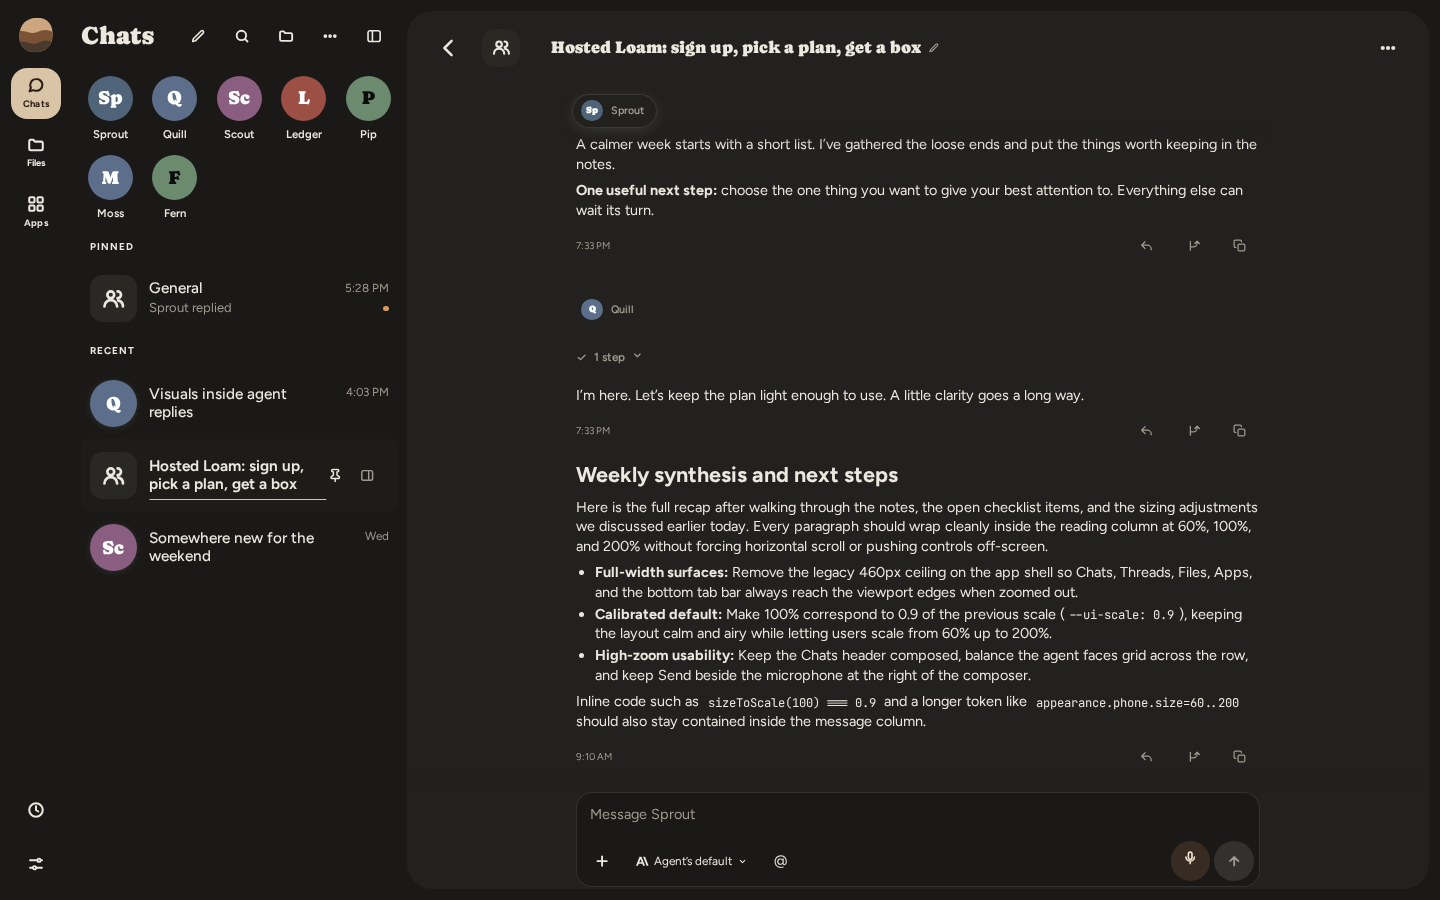 Chats
Chats
Files
Apps
Sp
Sprout
Q
Quill
Sc
Scout
L
Ledger
P
Pip
M
Moss
F
Fern
PINNED
General
5:28 PM
Sprout replied
RECENT
Q
Visuals inside agent
replies
4:03 PM
Hosted Loam: sign up,
pick a plan, get a box
Sc
Somewhere new for the
weekend
Wed
Hosted Loam: sign up, pick a plan, get a box
Sp Sprout
A calmer week starts with a short list. I’ve gathered the loose ends and put the things worth keeping in the
notes.
One useful next step: choose the one thing you want to give your best attention to. Everything else can
wait its turn.
7:33 PM
Q Quill
1 step
I’m here. Let’s keep the plan light enough to use. A little clarity goes a long way.
7:33 PM
Weekly synthesis and next steps
Here is the full recap after walking through the notes, the open checklist items, and the sizing adjustments
we discussed earlier today. Every paragraph should wrap cleanly inside the reading column at 60%, 100%,
and 200% without forcing horizontal scroll or pushing controls off-screen.
• Full-width surfaces: Remove the legacy 460px ceiling on the app shell so Chats, Threads, Files, Apps,
and the bottom tab bar always reach the viewport edges when zoomed out.
• Calibrated default: Make 100% correspond to 0.9 of the previous scale ( --ui-scale: 0.9 ), keeping
the layout calm and airy while letting users scale from 60% up to 200%.
• High-zoom usability: Keep the Chats header composed, balance the agent faces grid across the row,
and keep Send beside the microphone at the right of the composer.
Inline code such as sizeToScale(100) === 0.9 and a longer token like appearance.phone.size=60..200
should also stay contained inside the message column.
9:10 AM
Message Sprout
Agent’s default
@